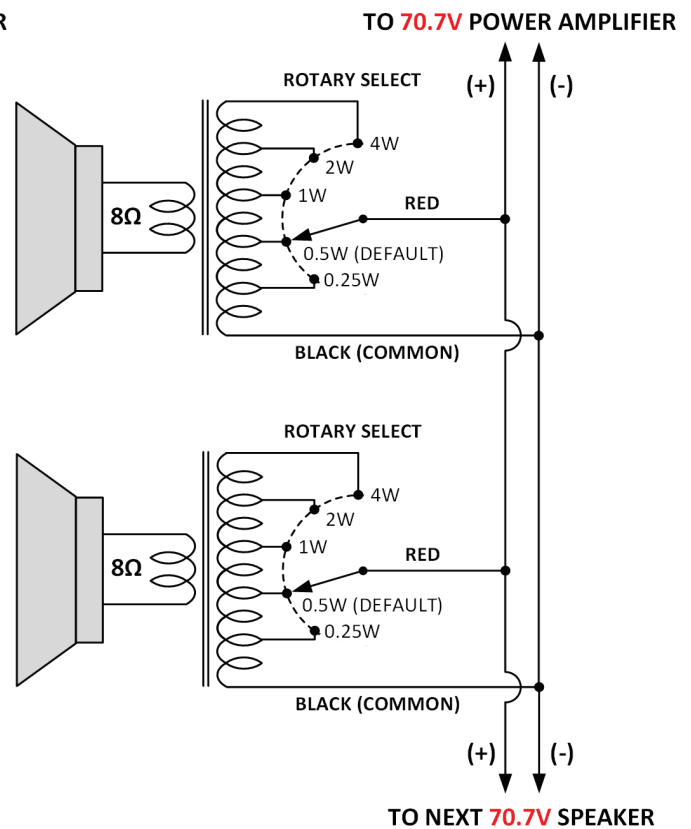 R
TO 70.7V POWER AMPLIFIER
(+)
(-)
ROTARY SELECT
4W
2W
1W
RED
8Ω
0.5W (DEFAULT)
0.25W
BLACK (COMMON)
ROTARY SELECT
4W
2W
1W
RED
8Ω
0.5W (DEFAULT)
0.25W
BLACK (COMMON)
(+)
(-)
TO NEXT 70.7V SPEAKER